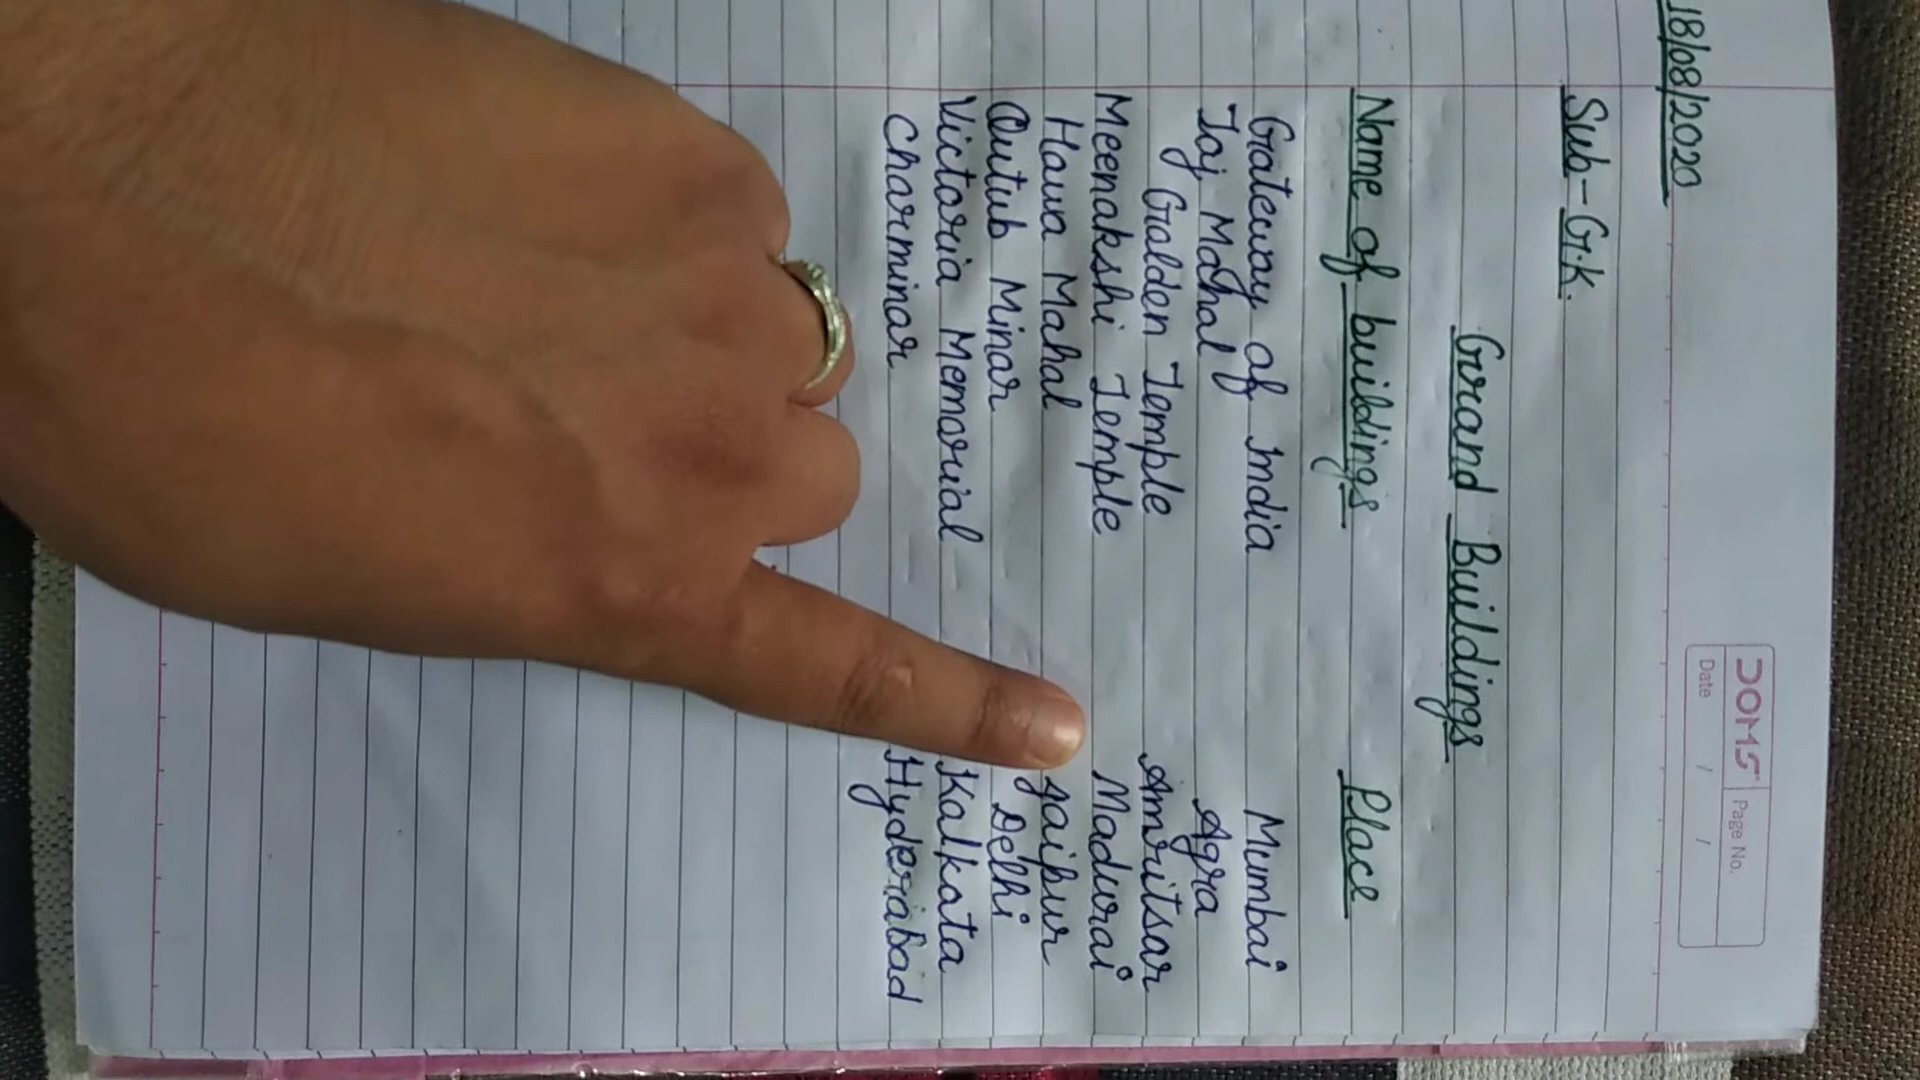 18/08/2020
DOMS Page No.
Date / /
Sub-G.K.
Grand Buildings
Name of buildings Place
Gateway of India Mumbai
Taj Mahal Agra
Golden Temple Amritsar
Meenakshi Temple Madurai
Hawa Mahal Jaipur
Qutub Minar Delhi
Victoria Memorial Kalkata
Charminar Hyderabad